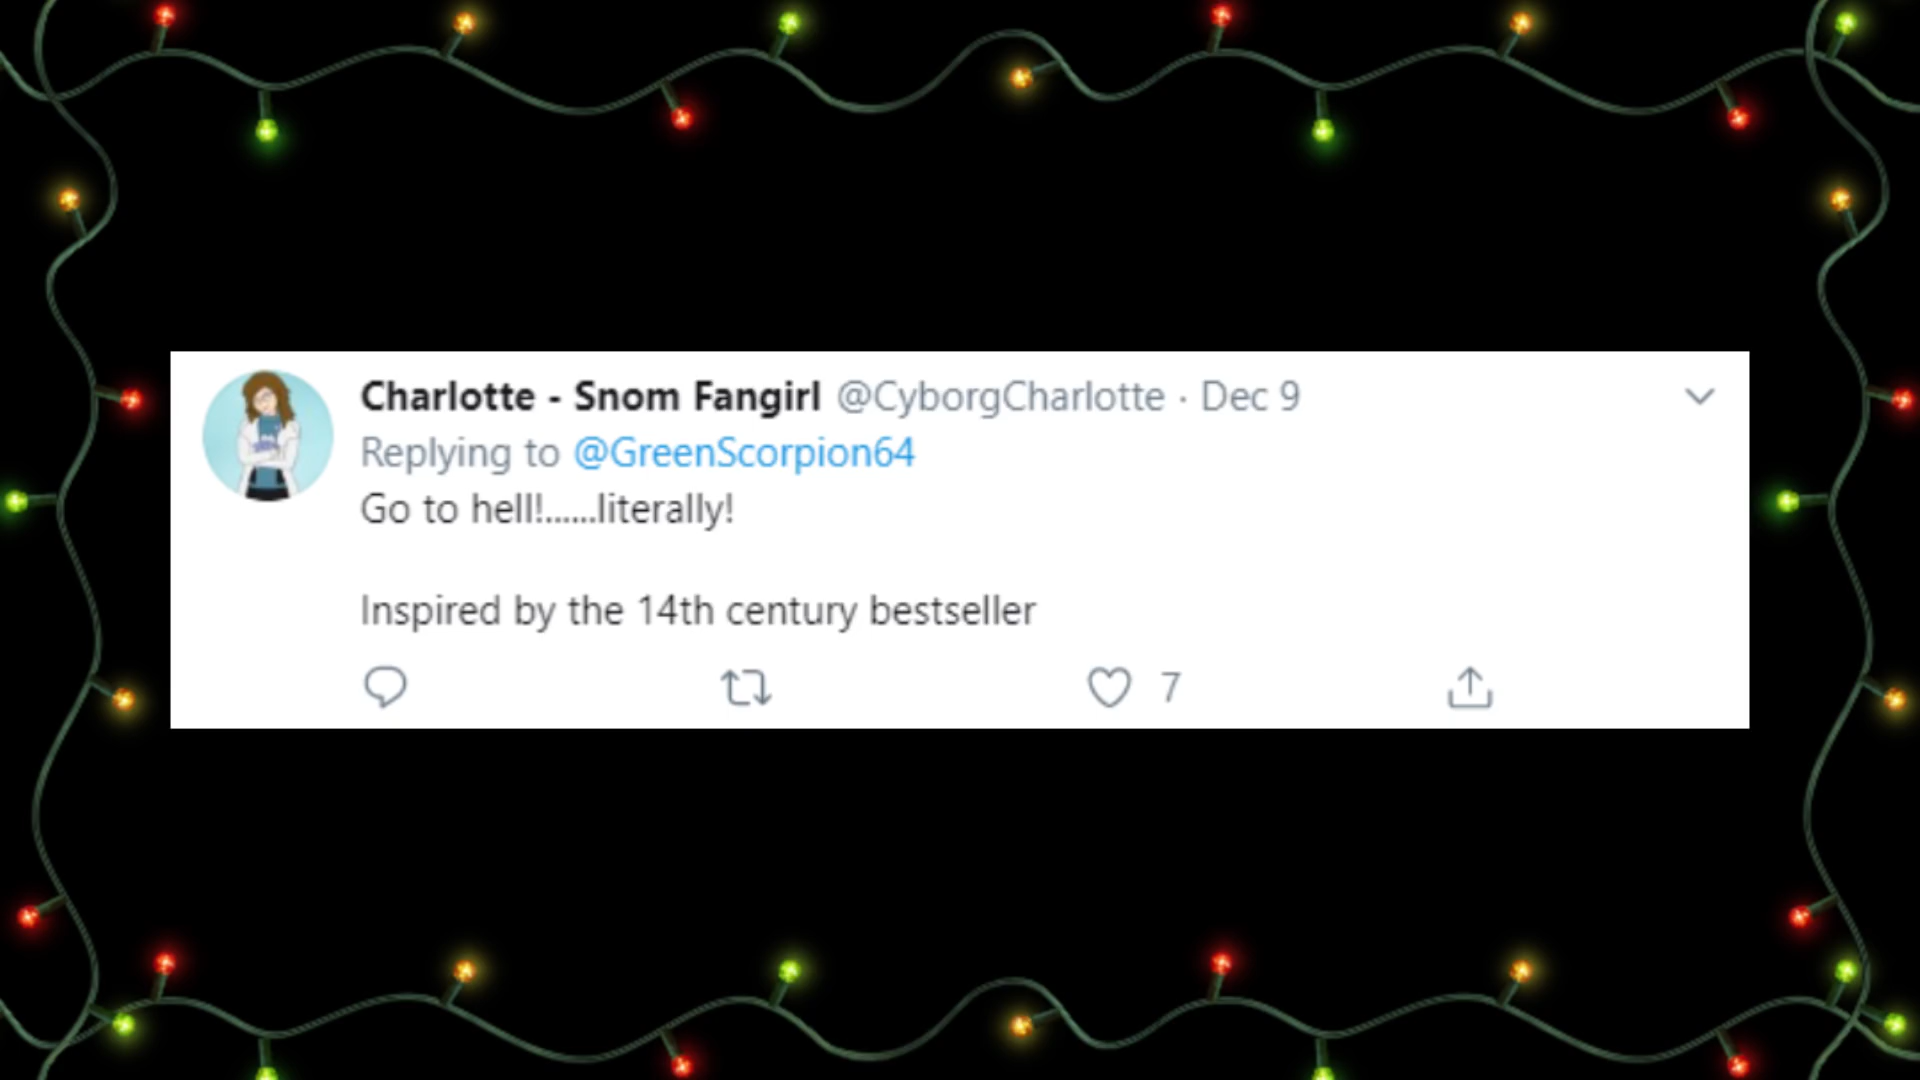 Charlotte - Snom Fangirl @CyborgCharlotte · Dec 9
Replying to @GreenScorpion64
Go to hell!......literally!
Inspired by the 14th century bestseller
7